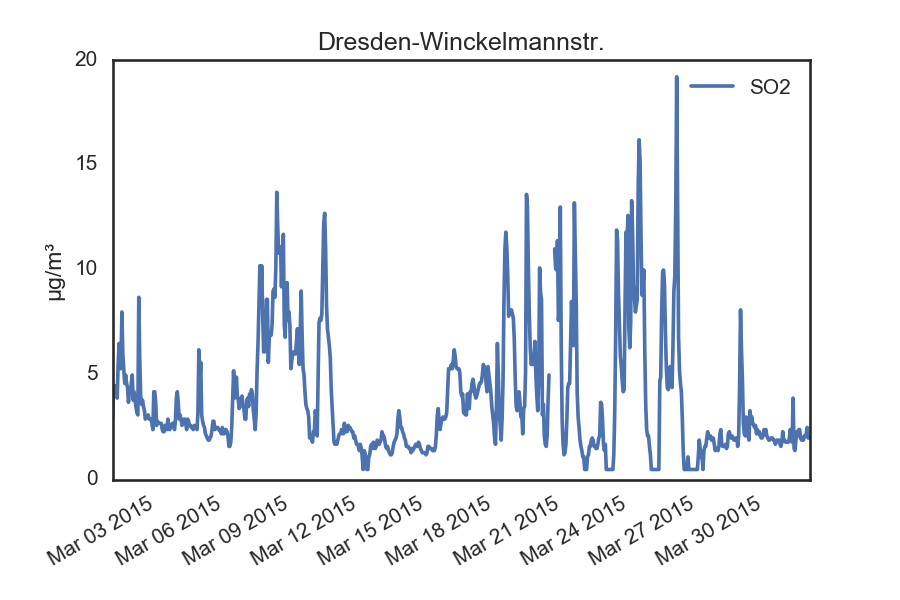 Dresden-Winckelmannstr.
20
15
10
5
0
µg/m³
SO2
Mar 03 2015
Mar 06 2015
Mar 09 2015
Mar 12 2015
Mar 15 2015
Mar 18 2015
Mar 21 2015
Mar 24 2015
Mar 27 2015
Mar 30 2015